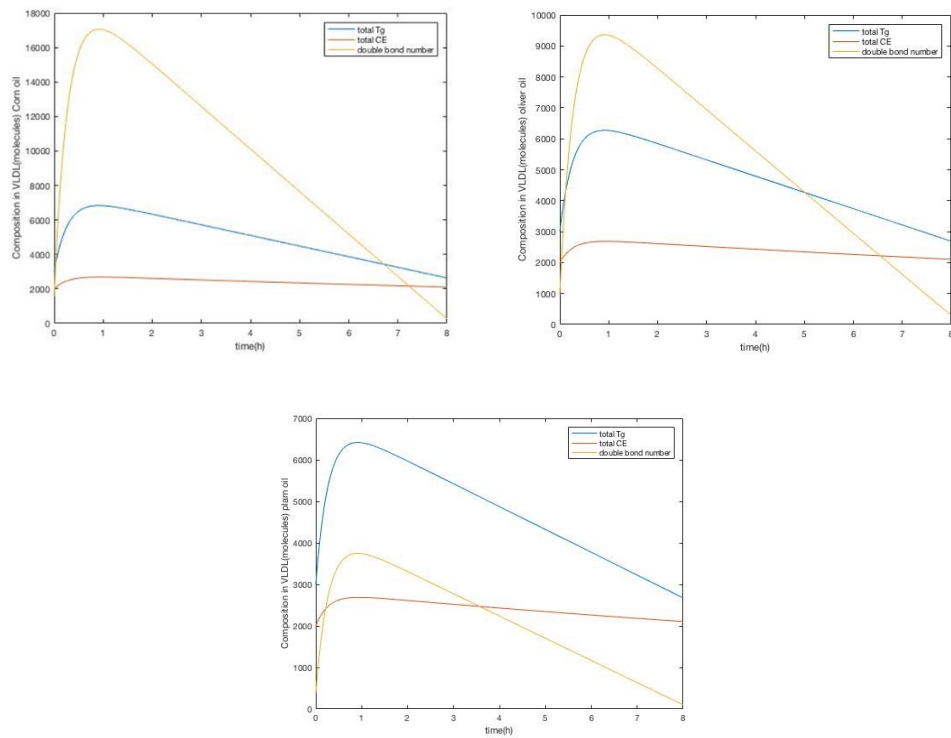 Composition in VLDL(molecules) Corn oil
18000
16000
14000
12000
10000
8000
6000
4000
2000
0
total Tg
total CE
double bond number
0 1 2 3 4 5 6 7 8
time(h)
Composition in VLDL(molecules) oliver oil
10000
9000
8000
7000
6000
5000
4000
3000
2000
1000
0
total Tg
total CE
double bond number
0 1 2 3 4 5 6 7 8
time(h)
Composition in VLDL(molecules) plam oil
7000
6000
5000
4000
3000
2000
1000
0
total Tg
total CE
double bond number
0 1 2 3 4 5 6 7 8
time(h)